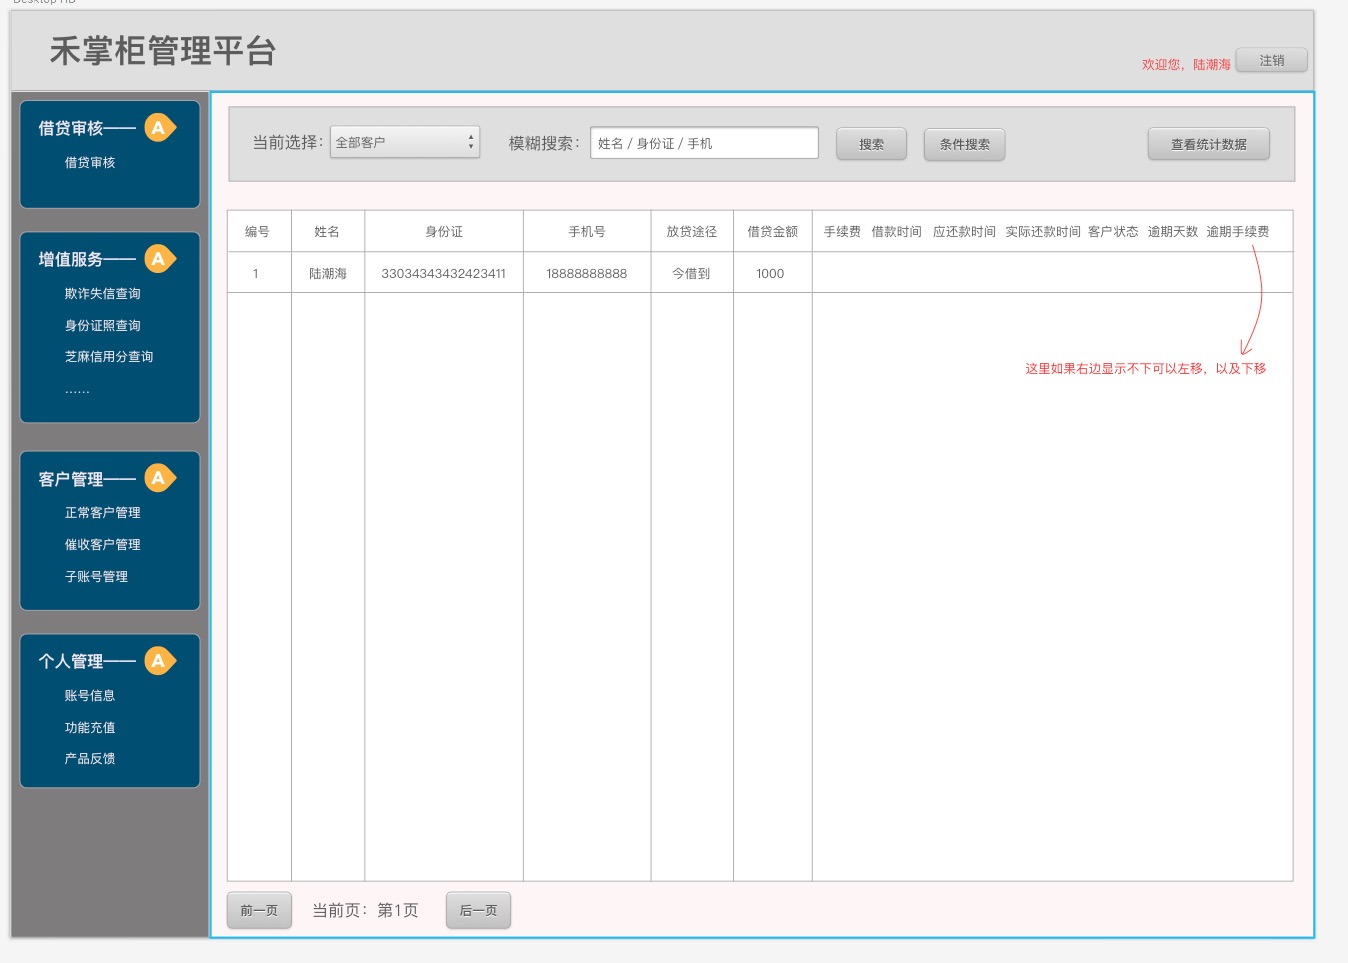 Desktop HD
禾掌柜管理平台
欢迎您，陆潮海
注销
借贷审核——
A
借贷审核
增值服务——
A
欺诈失信查询
身份证照查询
芝麻信用分查询
……
客户管理——
A
正常客户管理
催收客户管理
子账号管理
个人管理——
A
账号信息
功能充值
产品反馈
当前选择：
全部客户
模糊搜索：
姓名 / 身份证 / 手机
搜索
条件搜索
查看统计数据
编号 姓名 身份证 手机号 放贷途径 借贷金额 手续费 借款时间 应还款时间 实际还款时间 客户状态 逾期天数 逾期手续费
1 陆潮海 33034343432423411 18888888888 今借到 1000
这里如果右边显示不下可以左移，以及下移
前一页
当前页：第1页
后一页